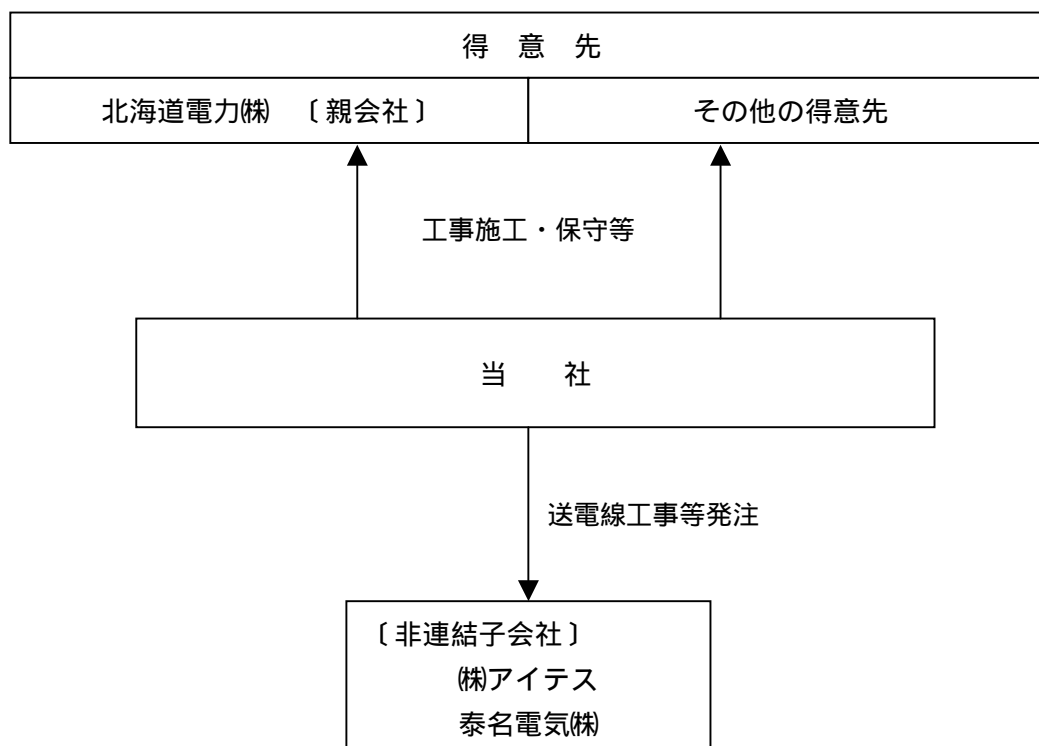 得 意 先
北海道電力㈱ 〔親会社〕
その他の得意先
工事施工・保守等
当 社
送電線工事等発注
〔非連結子会社〕
㈱アイテス
泰名電気㈱